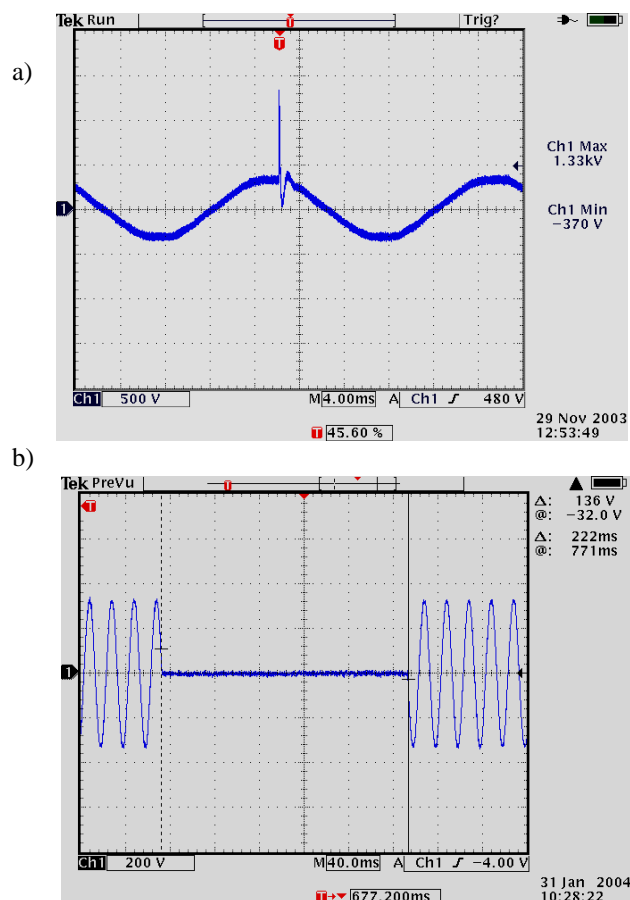 a)
Tek Run
Trig?
T
T
Ch1 Max
1.33kV
Ch1 Min
-370 V
1
Ch1 500 V M 4.00ms A Ch1 480 V
T 45.60 %
29 Nov 2003
12:53:49
b)
Tek PreVu
T
Δ: 136 V
@: -32.0 V
Δ: 222ms
@: 771ms
T
1
Ch1 200 V M 40.0ms A Ch1 -4.00 V
T 677.200ms
31 Jan 2004
10:28:22